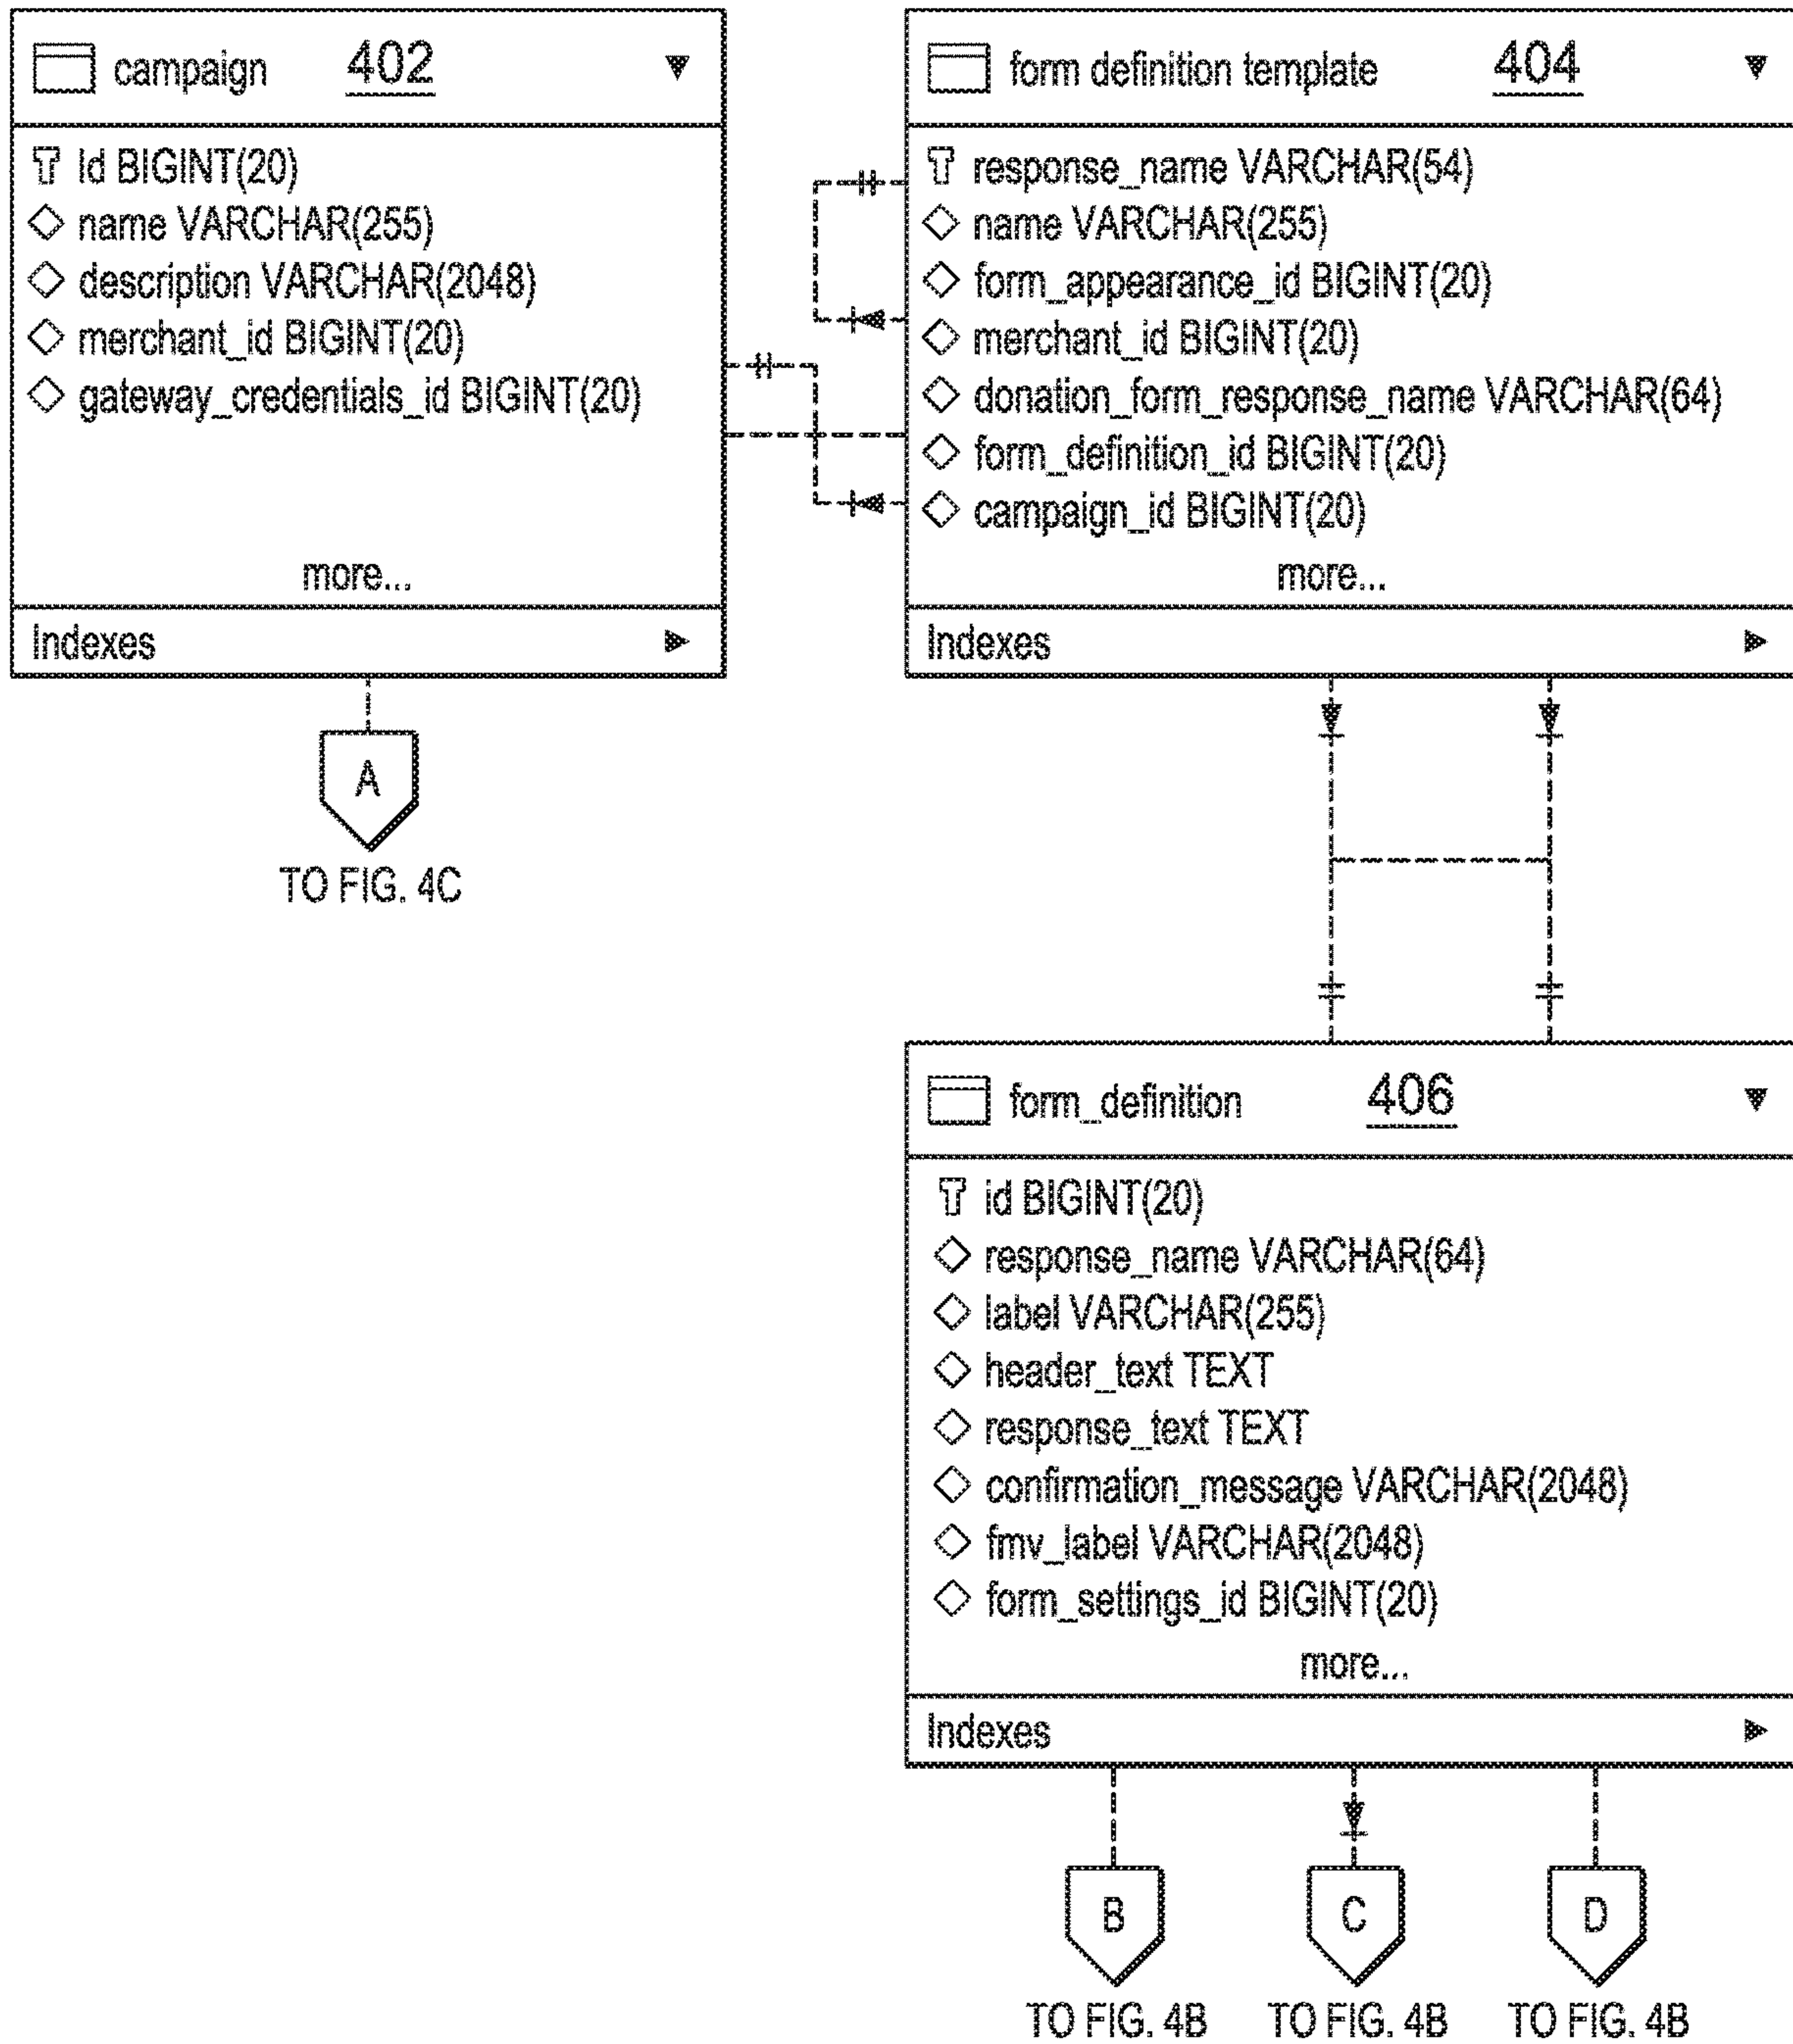 campaign 402
id BIGINT(20)
name VARCHAR(255)
description VARCHAR(2048)
merchant_id BIGINT(20)
gateway_credentials_id BIGINT(20)
more...
Indexes
A
TO FIG. 4C
form definition template 404
response_name VARCHAR(54)
name VARCHAR(255)
form_appearance_id BIGINT(20)
merchant_id BIGINT(20)
donation_form_response_name VARCHAR(64)
form_definition_id BIGINT(20)
campaign_id BIGINT(20)
more...
Indexes
form_definition 406
id BIGINT(20)
response_name VARCHAR(64)
label VARCHAR(255)
header_text TEXT
response_text TEXT
confirmation_message VARCHAR(2048)
fmv_label VARCHAR(2048)
form_settings_id BIGINT(20)
more...
Indexes
B
TO FIG. 4B
C
TO FIG. 4B
D
TO FIG. 4B